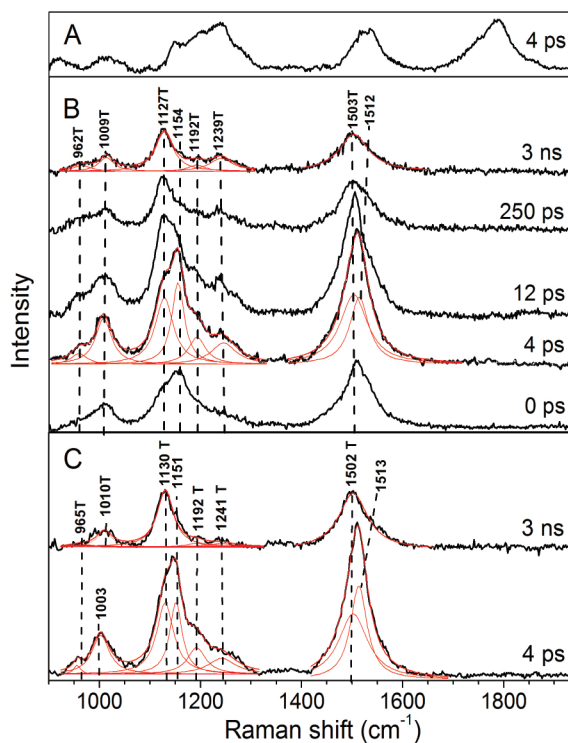 A
4 ps
B
962T
1009T
1127T
1154
1192T
1239T
1503T
1512
3 ns
250 ps
12 ps
4 ps
0 ps
Intensity
C
965T
1010T
1003
1130 T
1151
1192 T
1241 T
1502 T
1513
3 ns
4 ps
1000 1200 1400 1600 1800
Raman shift (cm⁻¹)